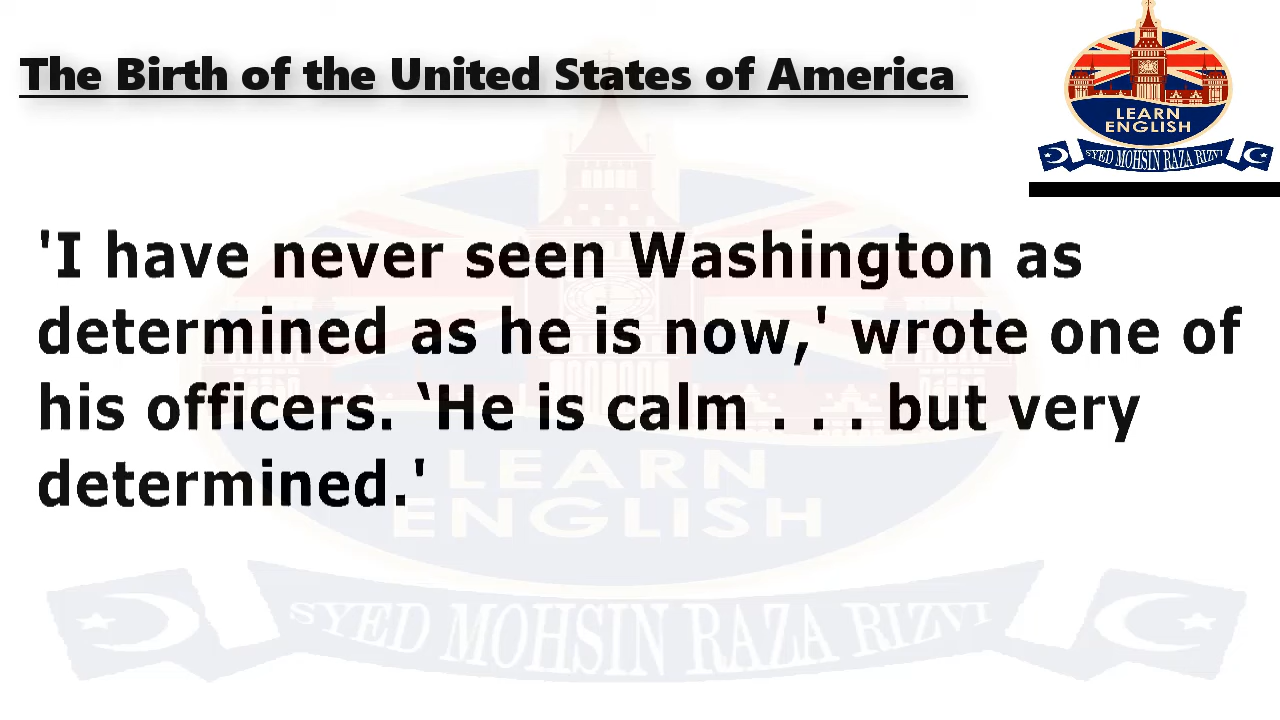 The Birth of the United States of America
LEARN
ENGLISH
SYED MOHSIN RAZA RIZVI
'I have never seen Washington as
determined as he is now,' wrote one of
his officers. ‘He is calm . . . but very
determined.'
LEARN
ENGLISH
SYED MOHSIN RAZA RIZVI